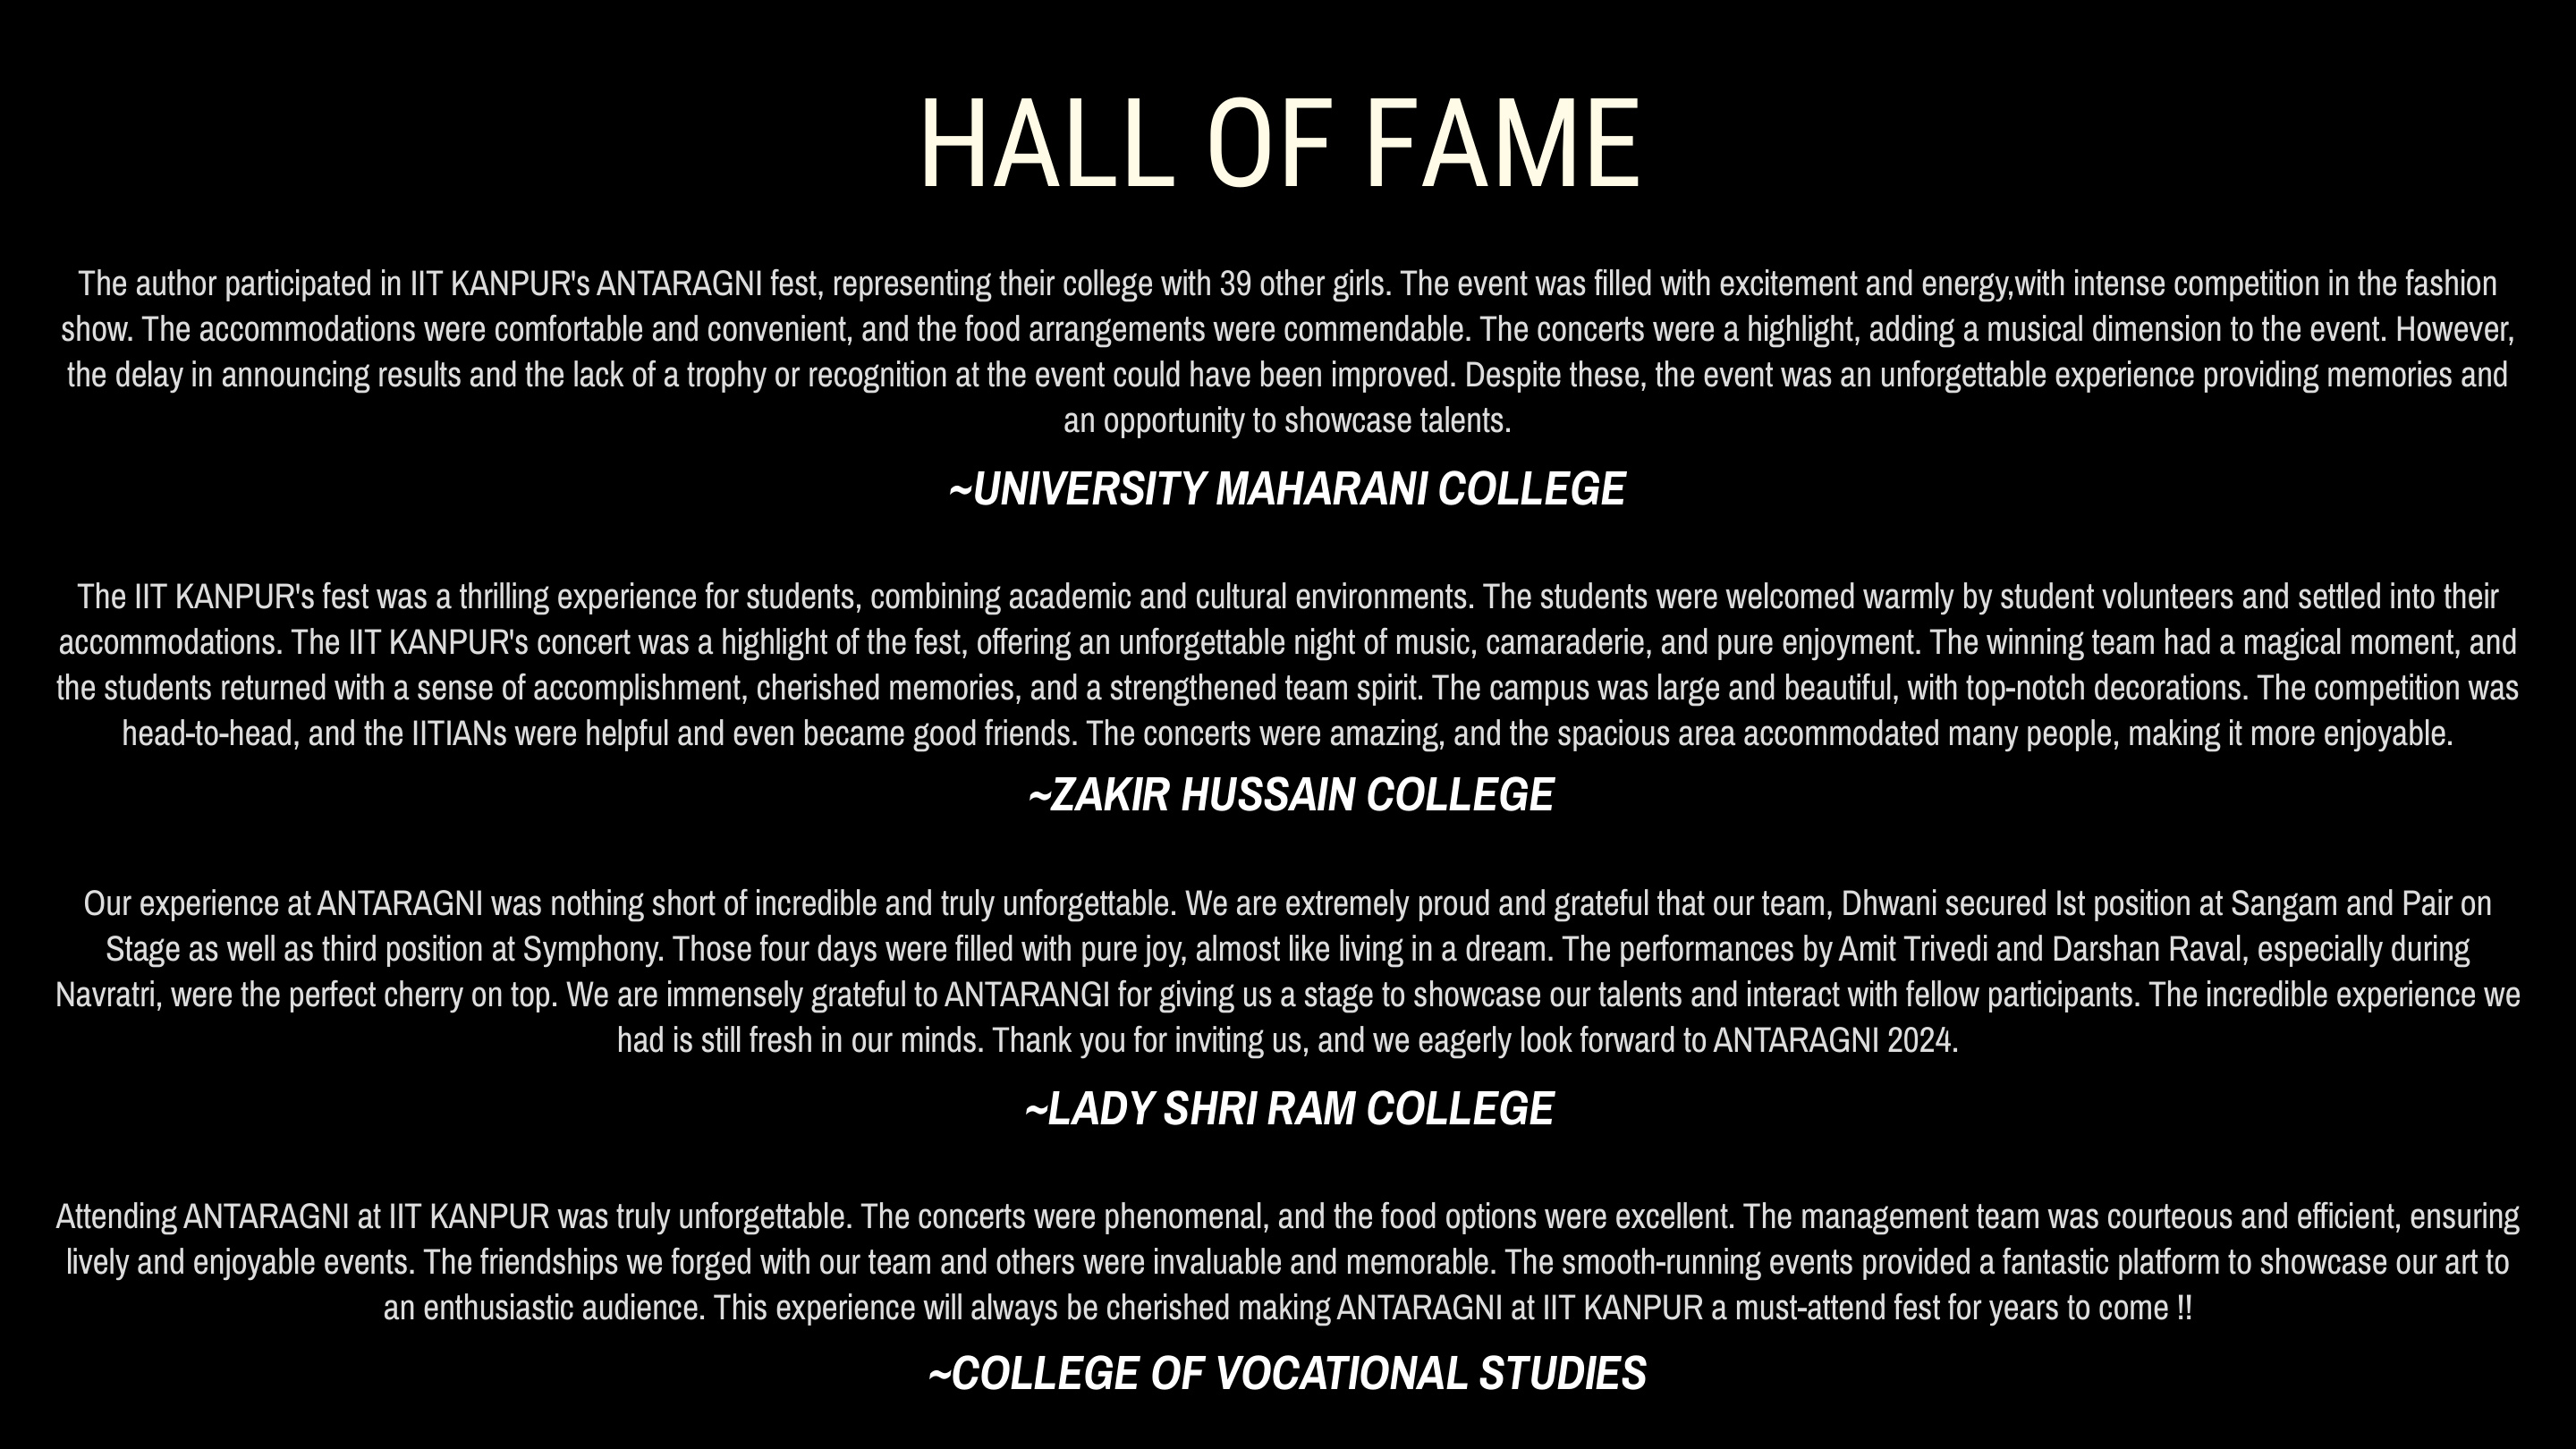 HALL OF FAME
The author participated in IIT KANPUR's ANTARAGNI fest, representing their college with 39 other girls. The event was filled with excitement and energy,with intense competition in the fashion
show. The accommodations were comfortable and convenient, and the food arrangements were commendable. The concerts were a highlight, adding a musical dimension to the event. However,
the delay in announcing results and the lack of a trophy or recognition at the event could have been improved. Despite these, the event was an unforgettable experience providing memories and
an opportunity to showcase talents.
~UNIVERSITY MAHARANI COLLEGE
The IIT KANPUR's fest was a thrilling experience for students, combining academic and cultural environments. The students were welcomed warmly by student volunteers and settled into their
accommodations. The IIT KANPUR's concert was a highlight of the fest, offering an unforgettable night of music, camaraderie, and pure enjoyment. The winning team had a magical moment, and
the students returned with a sense of accomplishment, cherished memories, and a strengthened team spirit. The campus was large and beautiful, with top-notch decorations. The competition was
head-to-head, and the IITIANs were helpful and even became good friends. The concerts were amazing, and the spacious area accommodated many people, making it more enjoyable.
~ZAKIR HUSSAIN COLLEGE
Our experience at ANTARAGNI was nothing short of incredible and truly unforgettable. We are extremely proud and grateful that our team, Dhwani secured Ist position at Sangam and Pair on
Stage as well as third position at Symphony. Those four days were filled with pure joy, almost like living in a dream. The performances by Amit Trivedi and Darshan Raval, especially during
Navratri, were the perfect cherry on top. We are immensely grateful to ANTARANGI for giving us a stage to showcase our talents and interact with fellow participants. The incredible experience we
had is still fresh in our minds. Thank you for inviting us, and we eagerly look forward to ANTARAGNI 2024.
~LADY SHRI RAM COLLEGE
Attending ANTARAGNI at IIT KANPUR was truly unforgettable. The concerts were phenomenal, and the food options were excellent. The management team was courteous and efficient, ensuring
lively and enjoyable events. The friendships we forged with our team and others were invaluable and memorable. The smooth-running events provided a fantastic platform to showcase our art to
an enthusiastic audience. This experience will always be cherished making ANTARAGNI at IIT KANPUR a must-attend fest for years to come !!
~COLLEGE OF VOCATIONAL STUDIES